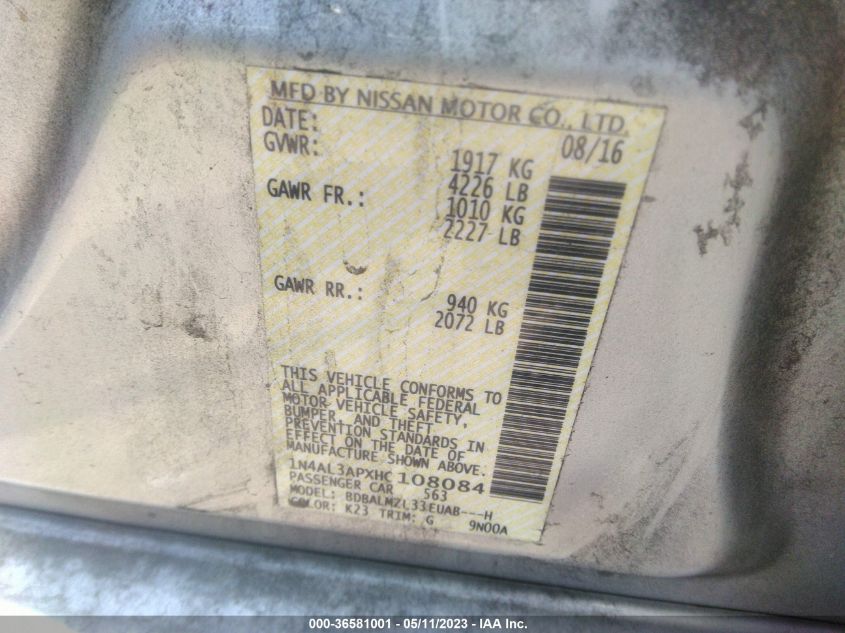 MFD BY NISSAN MOTOR CO., LTD.
DATE: 08/16
GVWR: 1917 KG
4226 LB
GAWR FR.: 1010 KG
2227 LB
GAWR RR.: 940 KG
2072 LB
THIS VEHICLE CONFORMS TO
ALL APPLICABLE FEDERAL
MOTOR VEHICLE SAFETY,
BUMPER, AND THEFT
PREVENTION STANDARDS IN
EFFECT ON THE DATE OF
MANUFACTURE SHOWN ABOVE.
1N4AL3APXHC108084
PASSENGER CAR 563
MODEL: BDBALMZL33EUAB---H
COLOR: K23 TRIM: G 9N00A
000-36581001 - 05/11/2023 - IAA Inc.